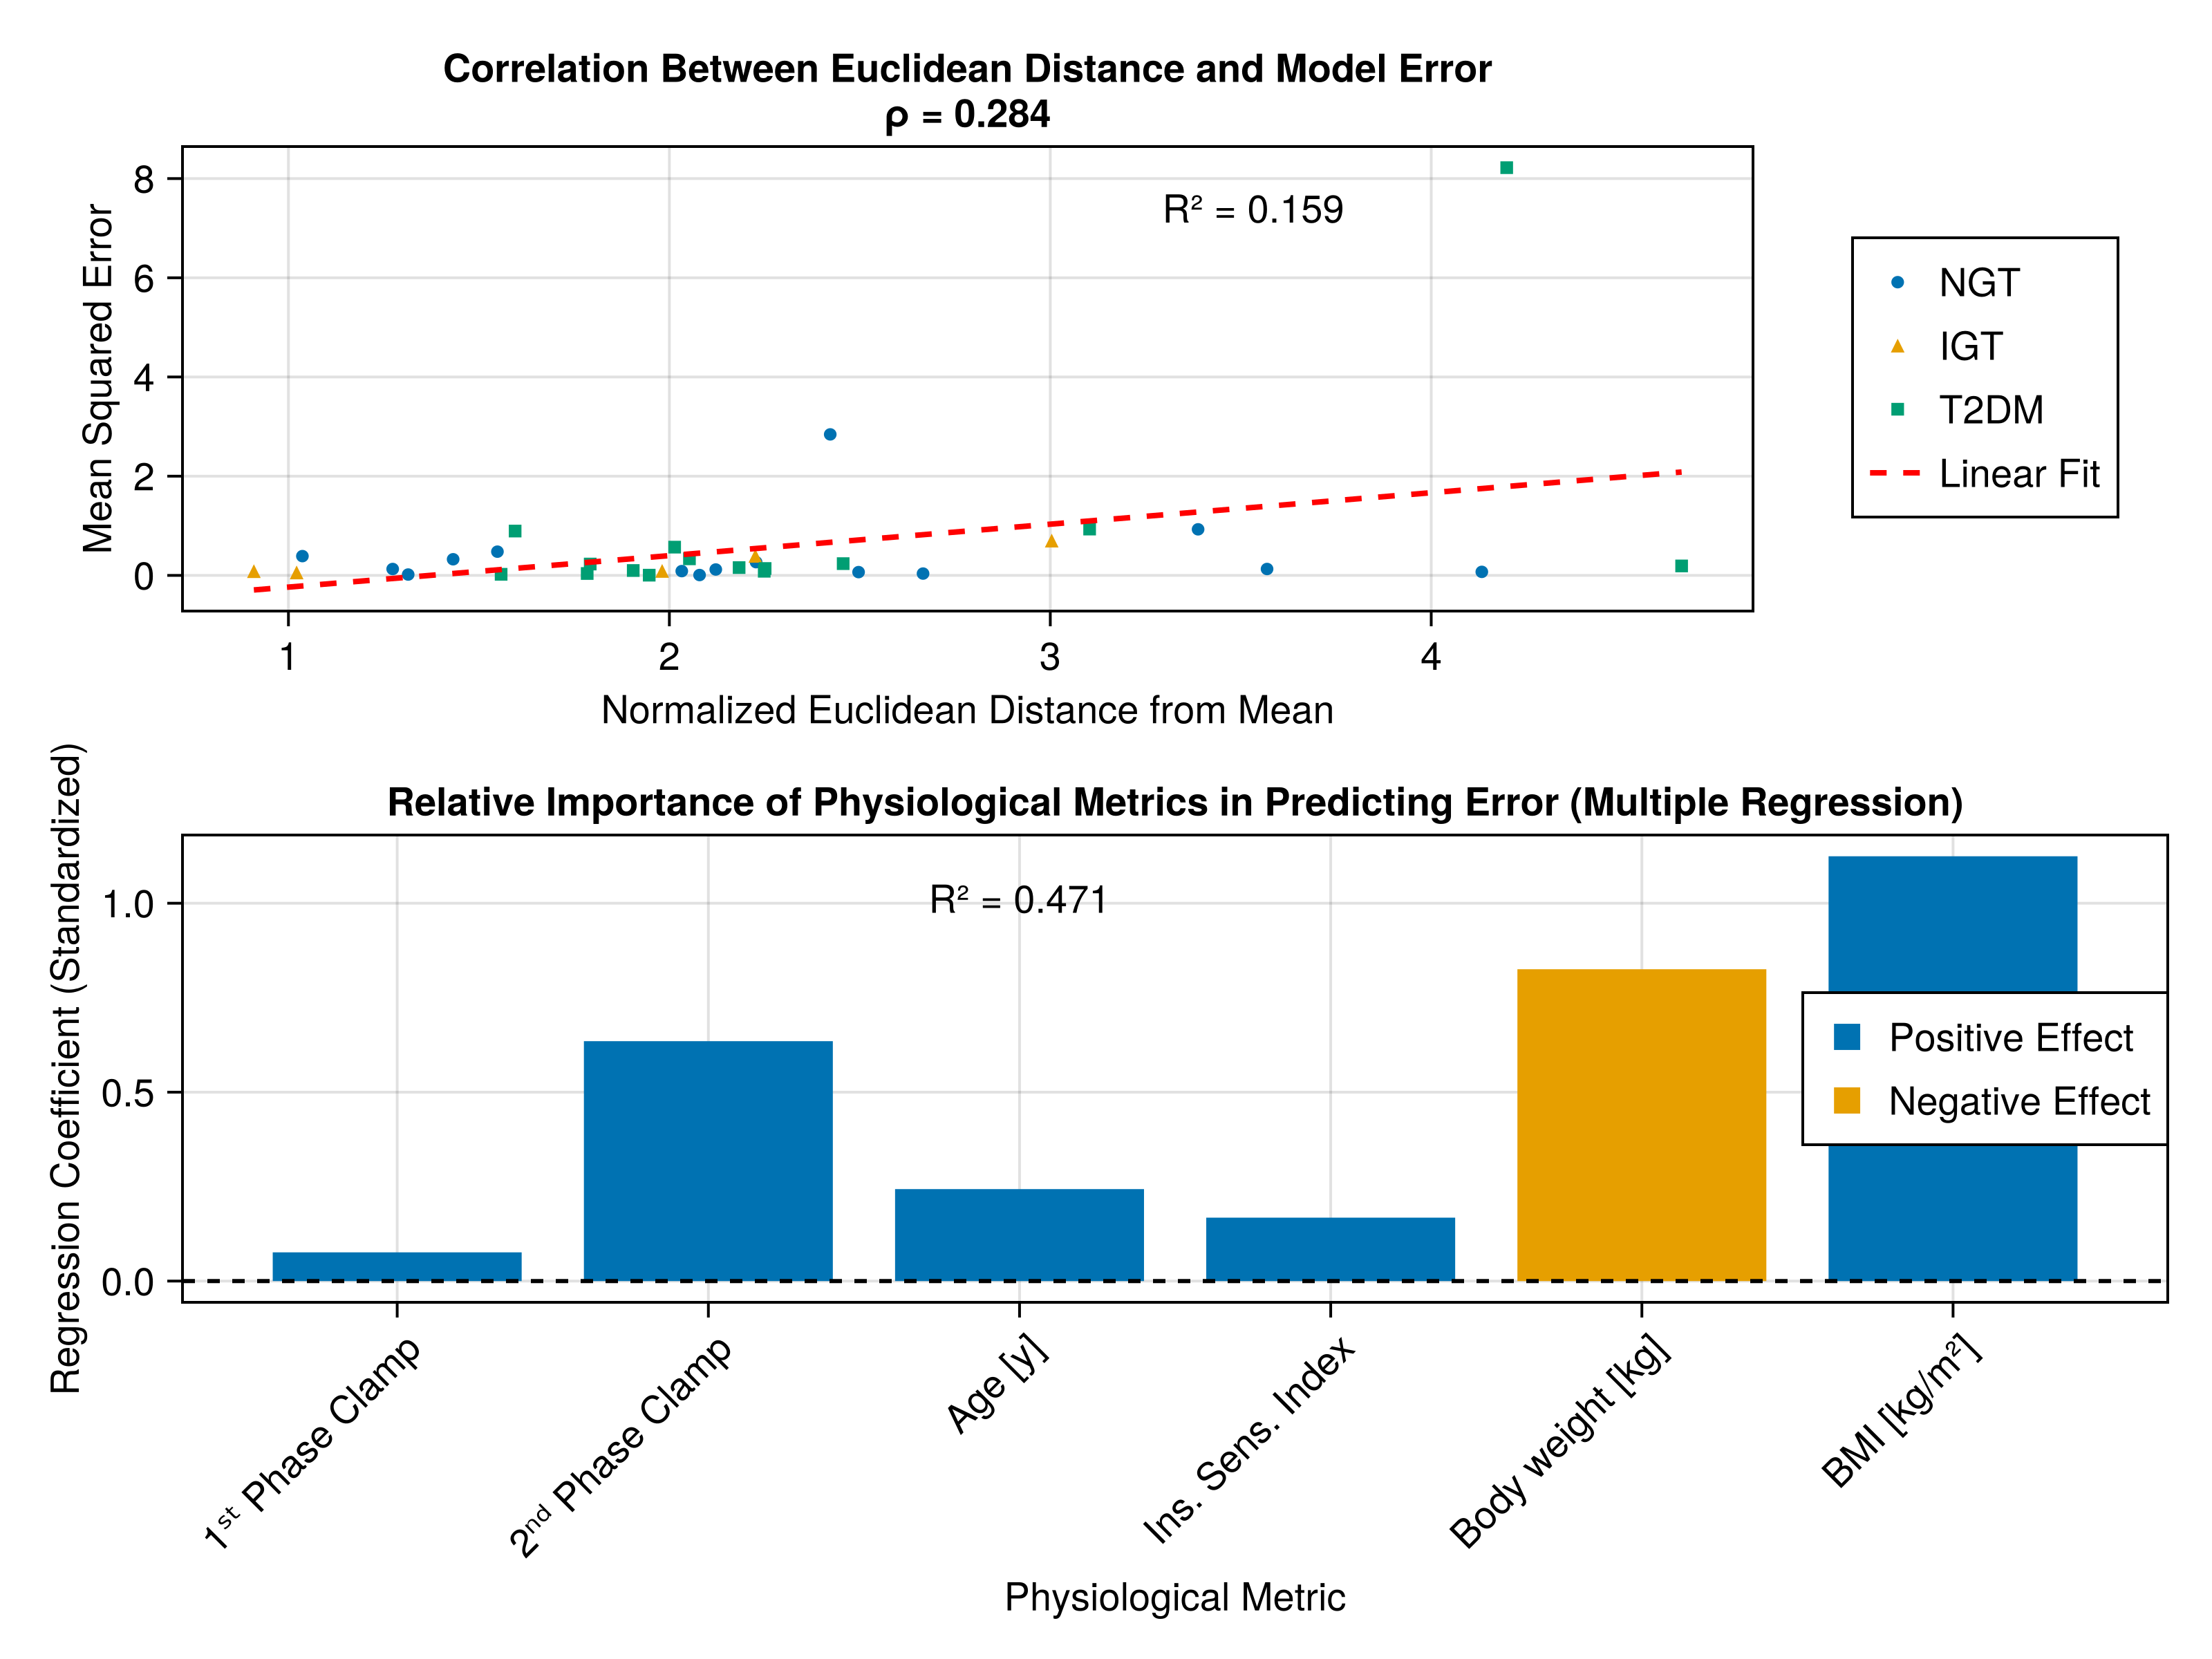 Correlation Between Euclidean Distance and Model Error
ρ = 0.284
R² = 0.159
8
6
4
2
0
Mean Squared Error
1
2
3
4
Normalized Euclidean Distance from Mean
NGT
IGT
T2DM
Linear Fit
Relative Importance of Physiological Metrics in Predicting Error (Multiple Regression)
R² = 0.471
1.0
0.5
0.0
Regression Coefficient (Standardized)
Positive Effect
Negative Effect
1ˢᵗ Phase Clamp
2ⁿᵈ Phase Clamp
Age [y]
Ins. Sens. Index
Body weight [kg]
BMI [kg/m²]
Physiological Metric